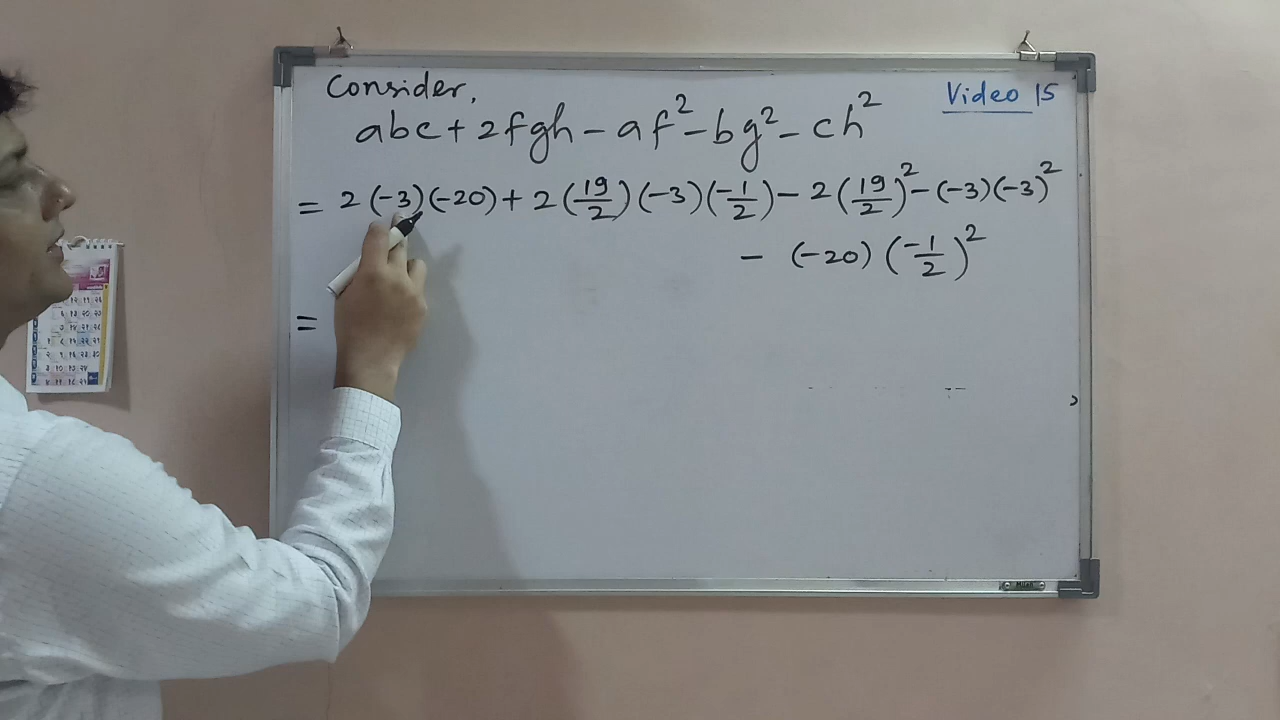 Consider,
Video 15
abc + 2fgh - af² - bg² - ch²
= 2(-3)(-20) + 2(19/2)(-3)(-1/2) - 2(19/2)² - (-3)(-3)²
- (-20)(-1/2)²
=